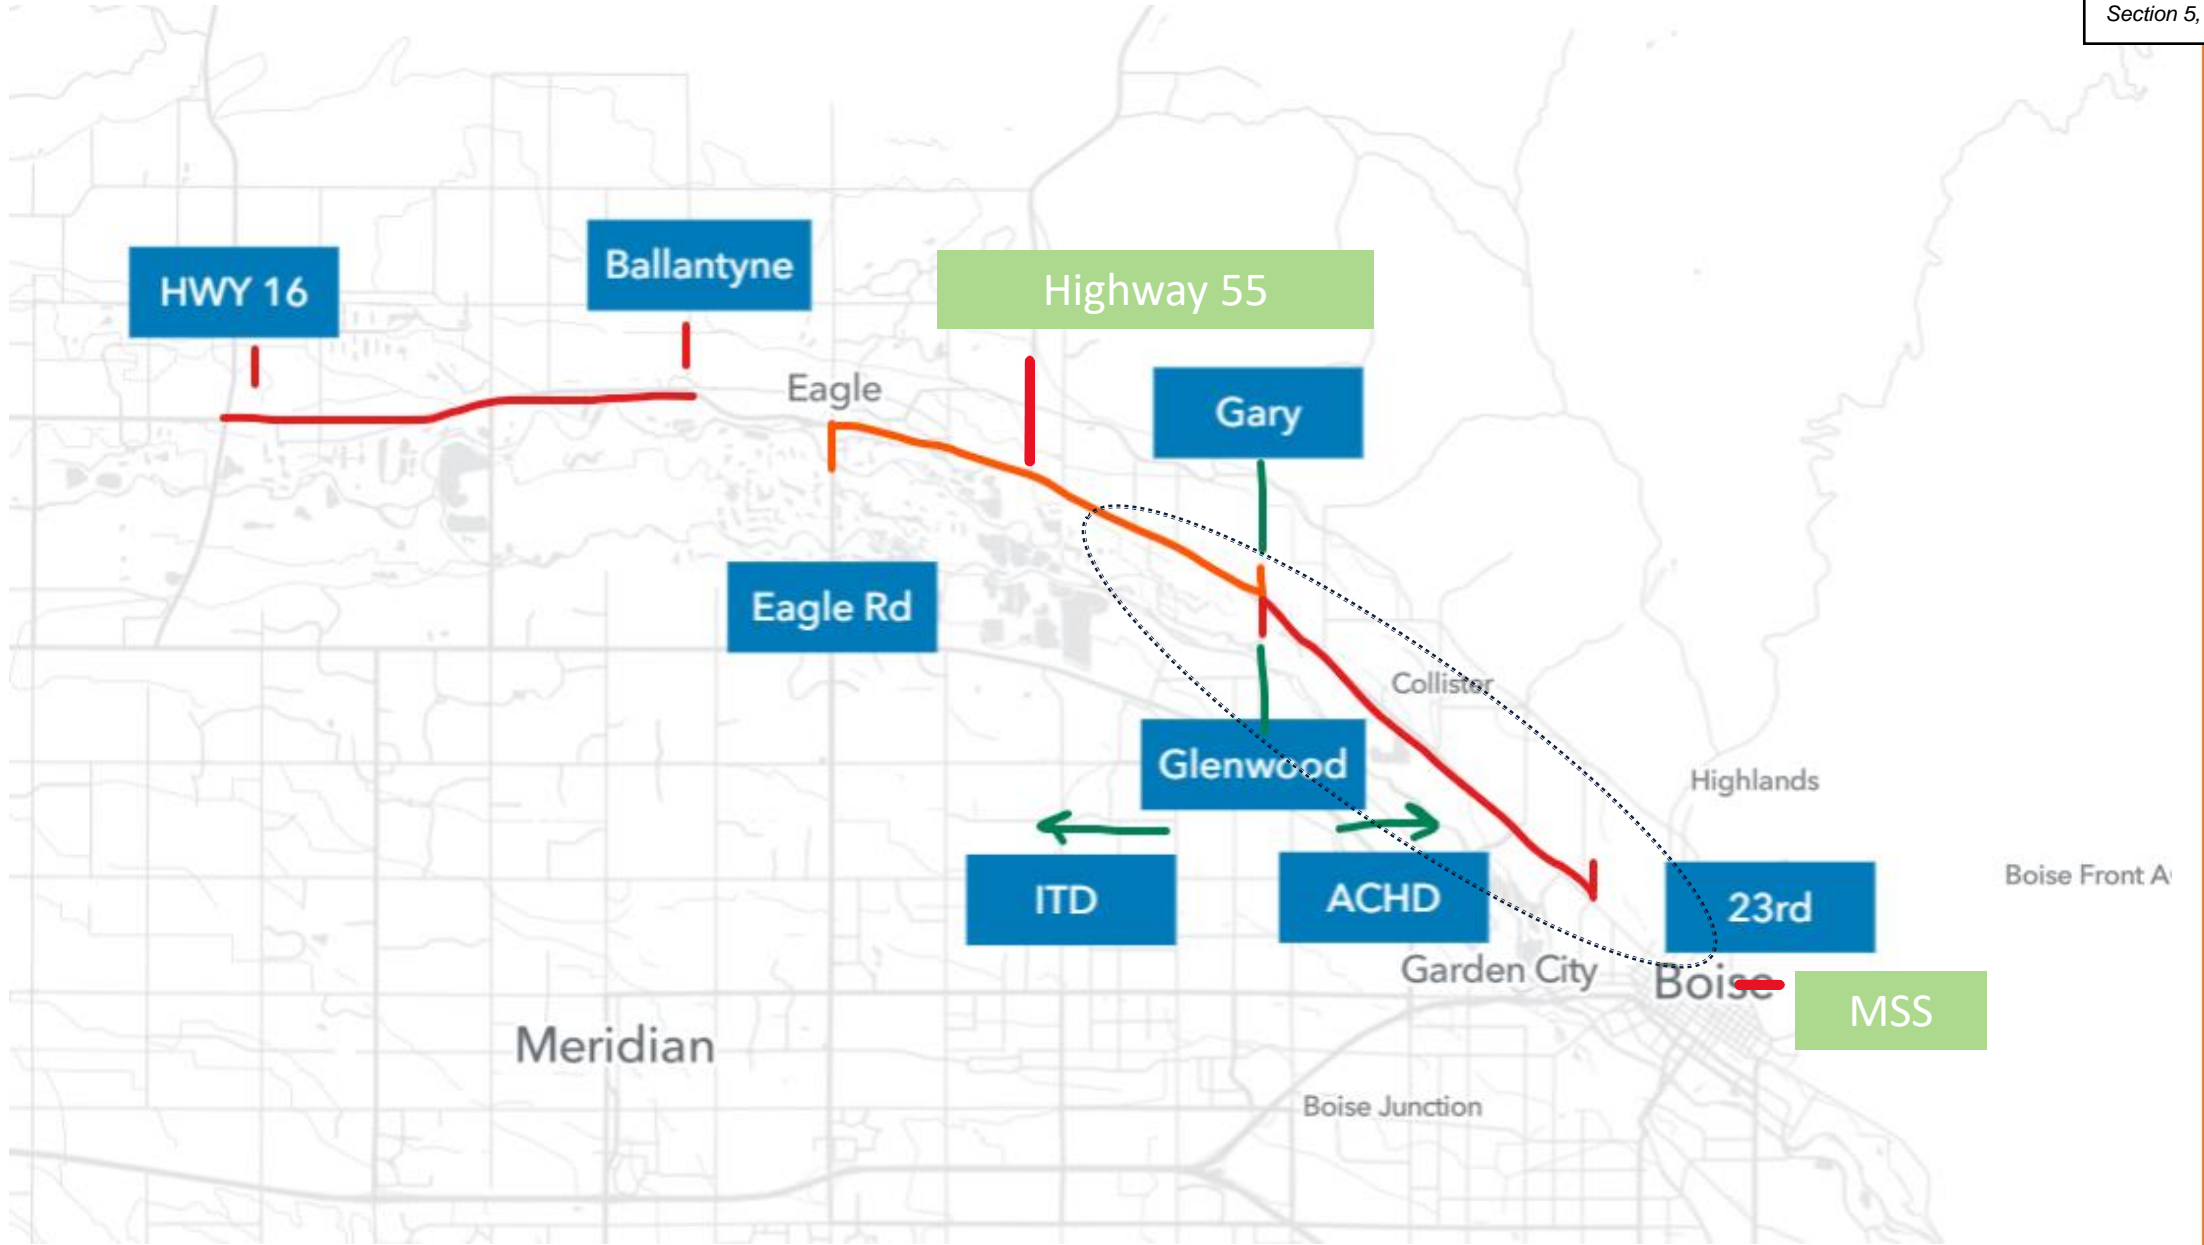 Section 5,
Ballantyne
HWY 16
Highway 55
Eagle
Gary
Eagle Rd
Collister
Glenwood
Highlands
Boise Front A
ITD
ACHD
23rd
Garden City
Boise
MSS
Meridian
Boise Junction